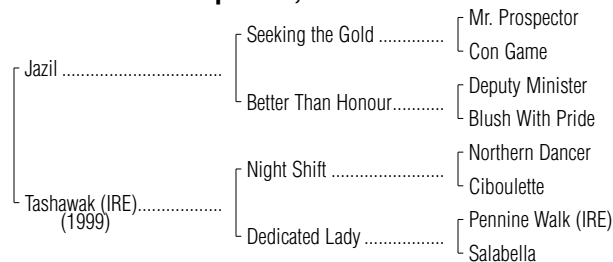 Mr. Prospector
Seeking the Gold ..............
Con Game
Jazil .................................
Deputy Minister
Better Than Honour...........
Blush With Pride
Northern Dancer
Night Shift ........................
Ciboulette
Tashawak (IRE).................
(1999)
Pennine Walk (IRE)
Dedicated Lady .................
Salabella